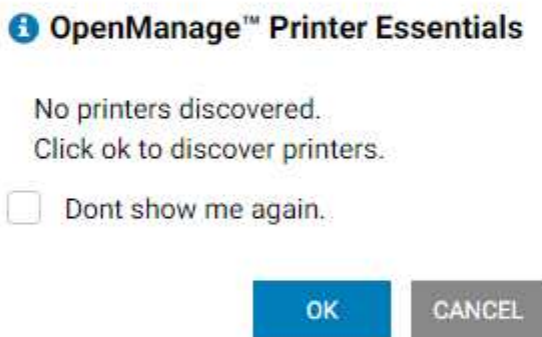 OpenManage™ Printer Essentials
No printers discovered.
Click ok to discover printers.
Dont show me again.
OK CANCEL